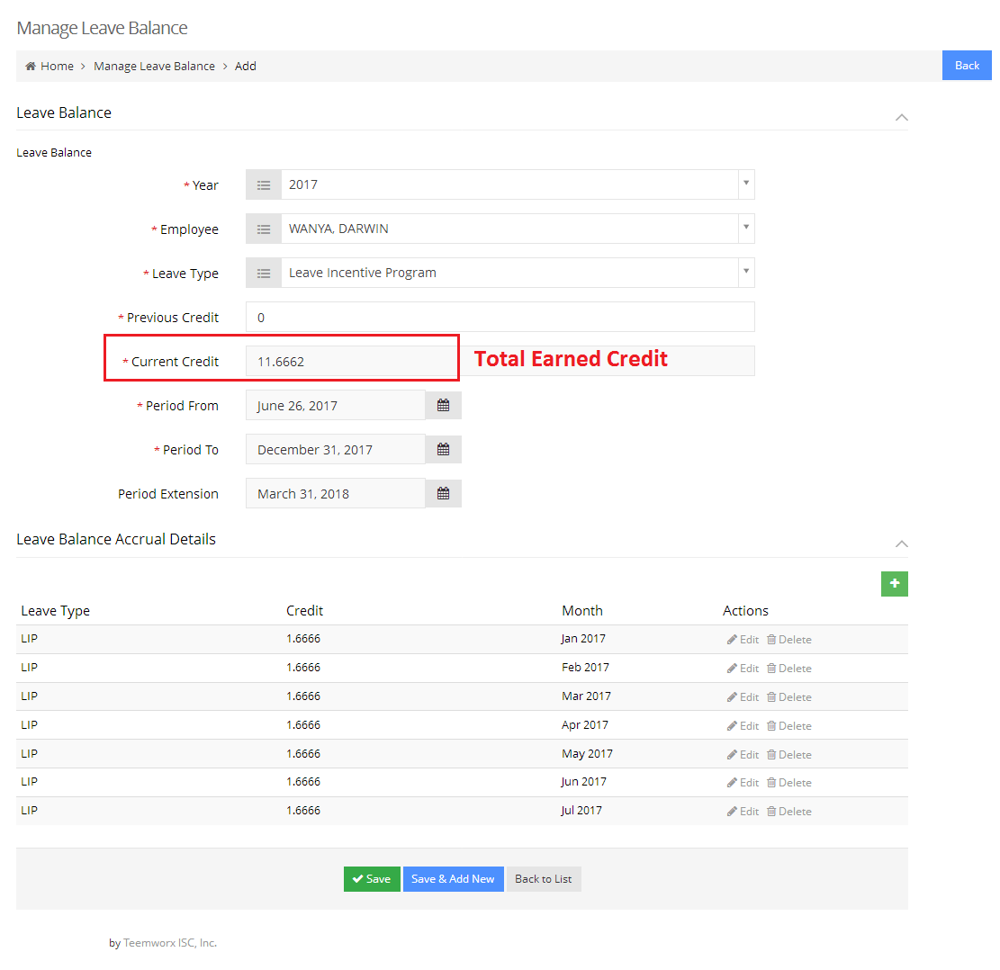 Manage Leave Balance
Home > Manage Leave Balance > Add Back
Leave Balance
Leave Balance
* Year 2017
* Employee WANYA, DARWIN
* Leave Type Leave Incentive Program
* Previous Credit 0
* Current Credit 11.6662 Total Earned Credit
* Period From June 26, 2017
* Period To December 31, 2017
Period Extension March 31, 2018
Leave Balance Accrual Details
+
Leave Type Credit Month Actions
LIP 1.6666 Jan 2017 Edit Delete
LIP 1.6666 Feb 2017 Edit Delete
LIP 1.6666 Mar 2017 Edit Delete
LIP 1.6666 Apr 2017 Edit Delete
LIP 1.6666 May 2017 Edit Delete
LIP 1.6666 Jun 2017 Edit Delete
LIP 1.6666 Jul 2017 Edit Delete
Save Save & Add New Back to List
by Teemworx ISC, Inc.